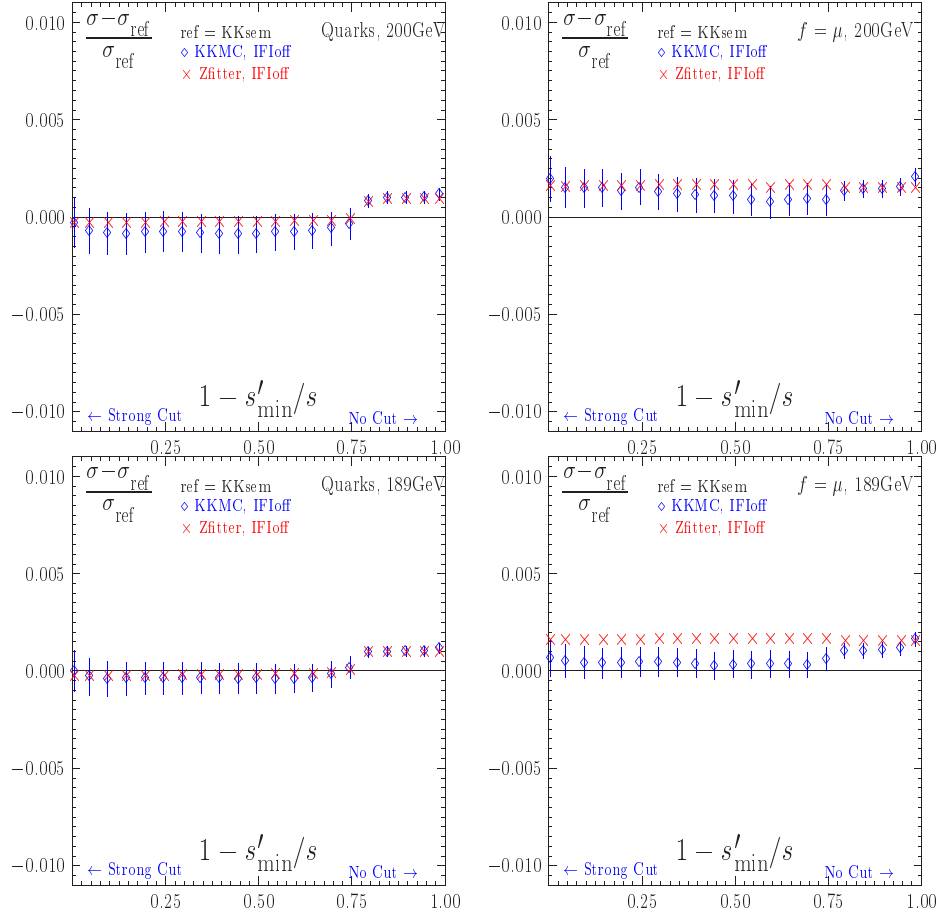 0.010
0.005
0.000
−0.005
−0.010
σ−σref
σref
ref = KKsem
KKMC, IFIoff
Zfitter, IFIoff
Quarks, 200GeV
1 − s′min/s
← Strong Cut
No Cut →
0.25 0.50 0.75 1.00
0.010
0.005
0.000
−0.005
−0.010
σ−σref
σref
ref = KKsem
KKMC, IFIoff
Zfitter, IFIoff
f = μ, 200GeV
1 − s′min/s
← Strong Cut
No Cut →
0.25 0.50 0.75 1.00
0.010
0.005
0.000
−0.005
−0.010
σ−σref
σref
ref = KKsem
KKMC, IFIoff
Zfitter, IFIoff
Quarks, 189GeV
1 − s′min/s
← Strong Cut
No Cut →
0.25 0.50 0.75 1.00
0.010
0.005
0.000
−0.005
−0.010
σ−σref
σref
ref = KKsem
KKMC, IFIoff
Zfitter, IFIoff
f = μ, 189GeV
1 − s′min/s
← Strong Cut
No Cut →
0.25 0.50 0.75 1.00